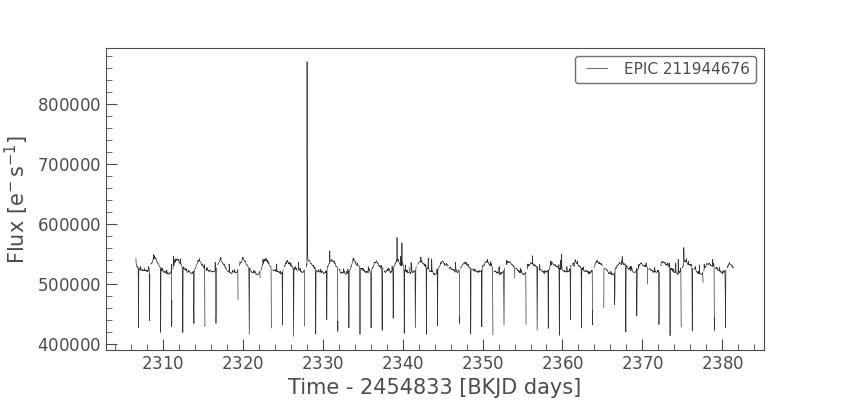 EPIC 211944676
800000
700000
600000
500000
400000
Flux [e⁻ s⁻¹]
2310 2320 2330 2340 2350 2360 2370 2380
Time - 2454833 [BKJD days]